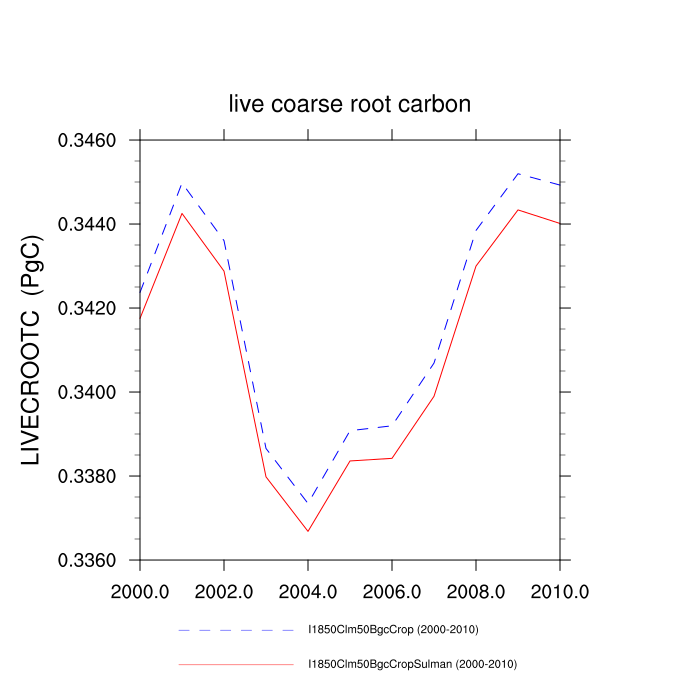 live coarse root carbon
0.3460
0.3440
0.3420
0.3400
0.3380
0.3360
LIVECROOTC (PgC)
2000.0 2002.0 2004.0 2006.0 2008.0 2010.0
I1850Clm50BgcCrop (2000-2010)
I1850Clm50BgcCropSulman (2000-2010)